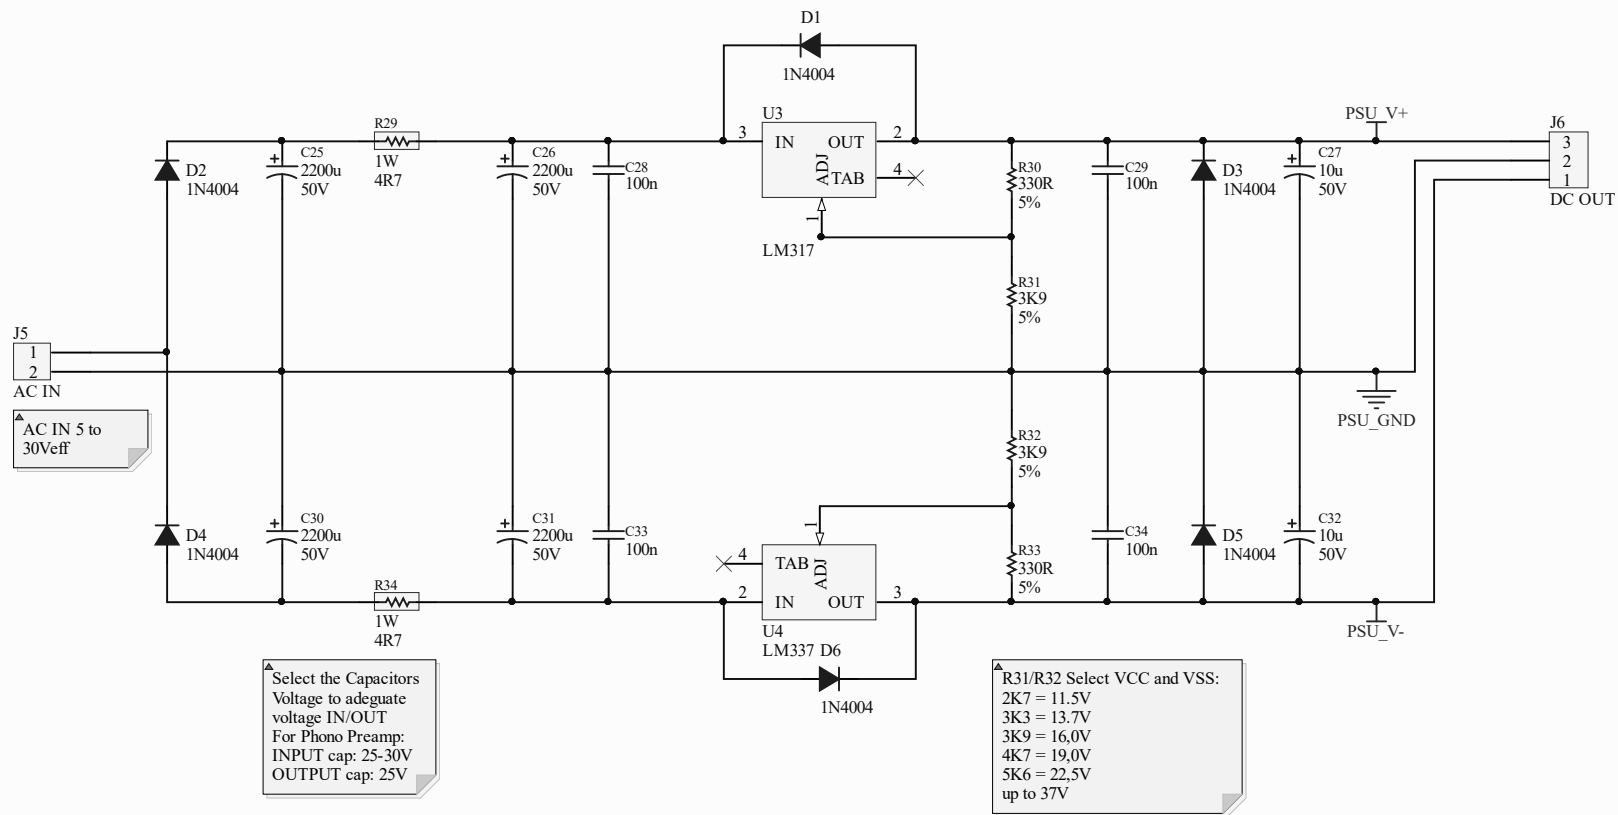 D1
1N4004
U3
3
IN
OUT
2
ADJ
TAB
4
1
LM317
R29
1W
4R7
D2
1N4004
C25
2200u
50V
C26
2200u
50V
C28
100n
R30
330R
5%
C29
100n
D3
1N4004
C27
10u
50V
PSU_V+
J6
3
2
1
DC OUT
R31
3K9
5%
J5
1
2
AC IN
AC IN 5 to
30Veff
PSU_GND
R32
3K9
5%
D4
1N4004
C30
2200u
50V
C31
2200u
50V
C33
100n
1
4
TAB
ADJ
2
IN
OUT
3
U4
LM337
D6
1N4004
R33
330R
5%
C34
100n
D5
1N4004
C32
10u
50V
R34
1W
4R7
PSU_V-
Select the Capacitors
Voltage to adeguate
voltage IN/OUT
For Phono Preamp:
INPUT cap: 25-30V
OUTPUT cap: 25V
R31/R32 Select VCC and VSS:
2K7 = 11.5V
3K3 = 13.7V
3K9 = 16,0V
4K7 = 19,0V
5K6 = 22,5V
up to 37V